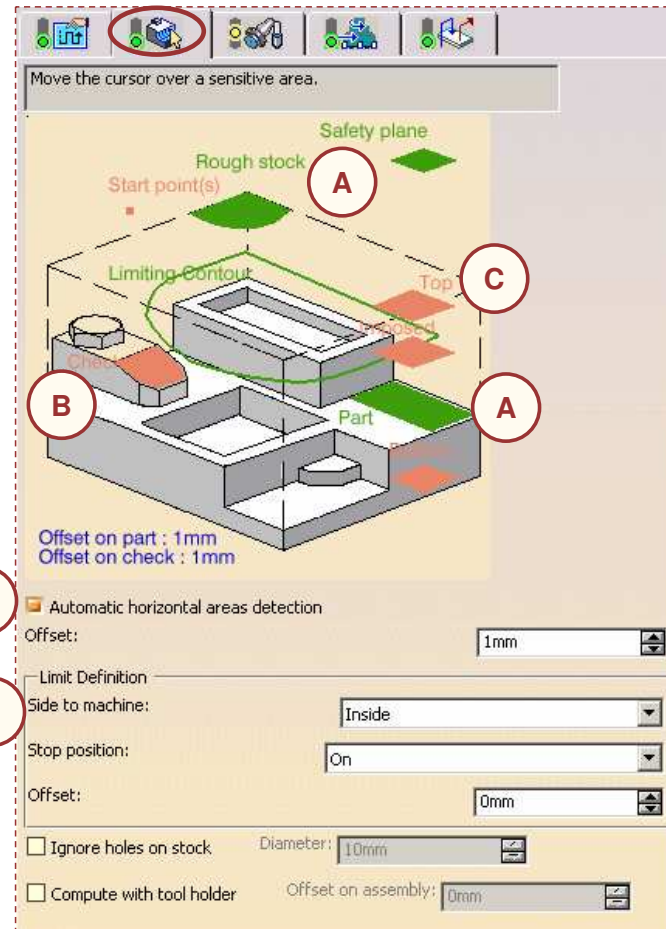 Move the cursor over a sensitive area.
Safety plane
Rough stock
A
Start point(s)
Limiting Contour
Top
C
Imposed
Check
B
Part
A
Bottom
Offset on part : 1mm
Offset on check : 1mm
Automatic horizontal areas detection
Offset: 1mm
Limit Definition
Side to machine: Inside
Stop position: On
Offset: 0mm
Ignore holes on stock Diameter: 10mm
Compute with tool holder Offset on assembly: 0mm